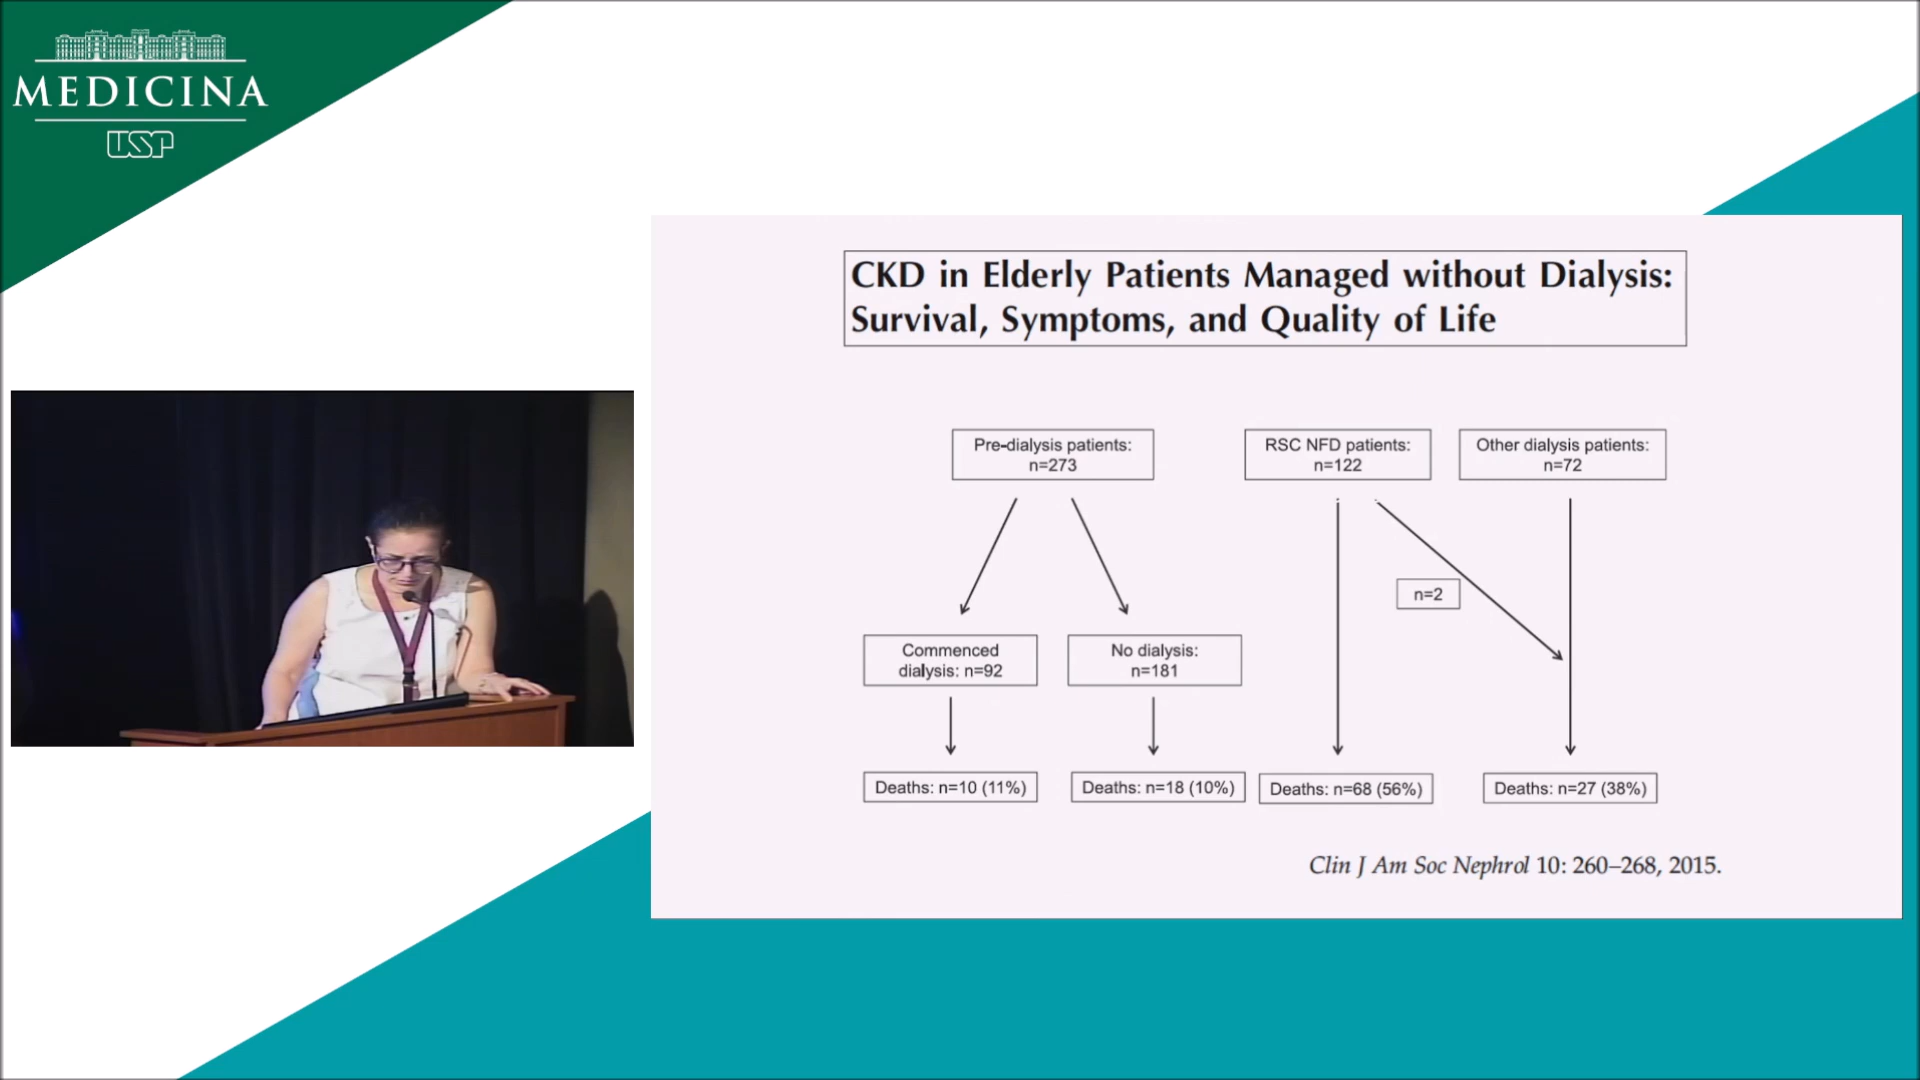 MEDICINA
USP
CKD in Elderly Patients Managed without Dialysis:
Survival, Symptoms, and Quality of Life
Pre-dialysis patients:
n=273
RSC NFD patients:
n=122
Other dialysis patients:
n=72
n=2
Commenced
dialysis: n=92
No dialysis:
n=181
Deaths: n=10 (11%)
Deaths: n=18 (10%)
Deaths: n=68 (56%)
Deaths: n=27 (38%)
Clin J Am Soc Nephrol 10: 260–268, 2015.